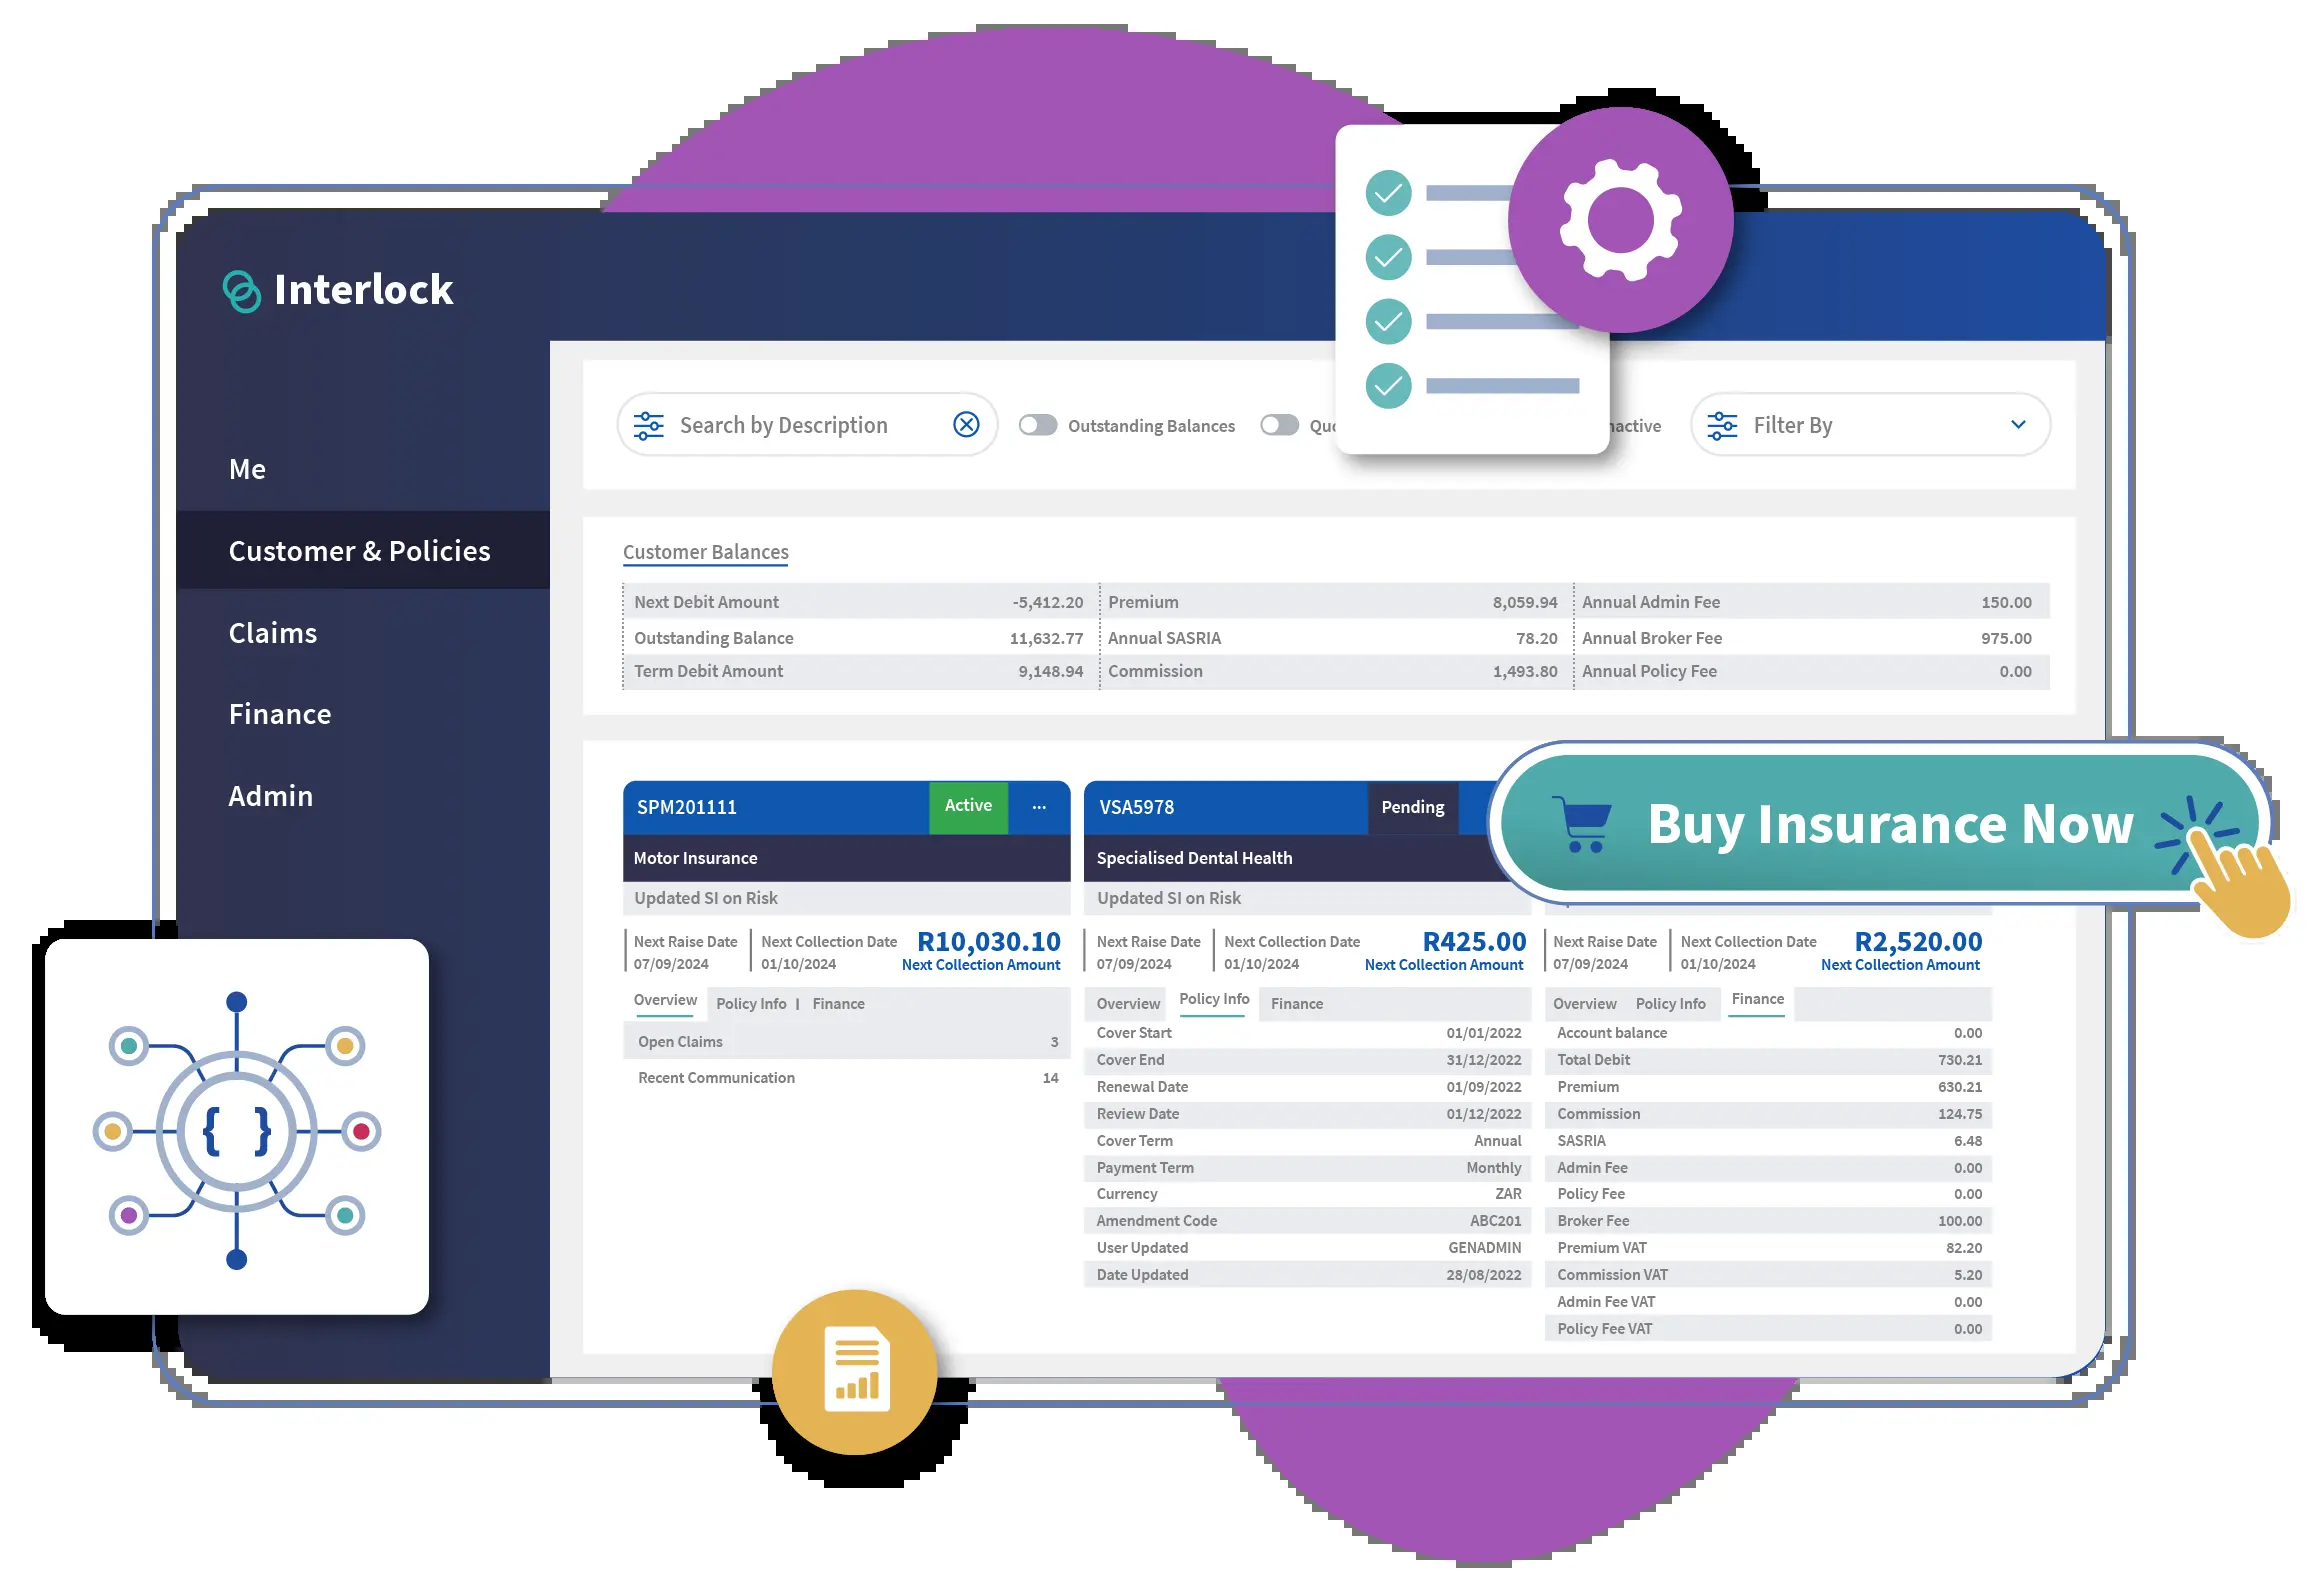 Interlock
Me
Customer & Policies
Claims
Finance
Admin
Search by Description
Outstanding Balances
Filter By
Customer Balances
Next Debit Amount -5,412.20 Premium 8,059.94 Annual Admin Fee 150.00
Outstanding Balance 11,632.77 Annual SASRIA 78.20 Annual Broker Fee 975.00
Term Debit Amount 9,148.94 Commission 1,493.80 Annual Policy Fee 0.00
Buy Insurance Now
SPM201111 Active ...
Motor Insurance
Updated SI on Risk
Next Raise Date Next Collection Date R10,030.10
07/09/2024 01/10/2024 Next Collection Amount
Overview Policy Info | Finance
Open Claims 3
Recent Communication 14
VSA5978 Pending
Specialised Dental Health
Updated SI on Risk
Next Raise Date Next Collection Date R425.00
07/09/2024 01/10/2024 Next Collection Amount
Overview Policy Info Finance
Cover Start 01/01/2022
Cover End 31/12/2022
Renewal Date 01/09/2022
Review Date 01/12/2022
Cover Term Annual
Payment Term Monthly
Currency ZAR
Amendment Code ABC201
User Updated GENADMIN
Date Updated 28/08/2022
Next Raise Date Next Collection Date R2,520.00
07/09/2024 01/10/2024 Next Collection Amount
Overview Policy Info Finance
Account balance 0.00
Total Debit 730.21
Premium 630.21
Commission 124.75
SASRIA 6.48
Admin Fee 0.00
Policy Fee 0.00
Broker Fee 100.00
Premium VAT 82.20
Commission VAT 5.20
Admin Fee VAT 0.00
Policy Fee VAT 0.00
{ }